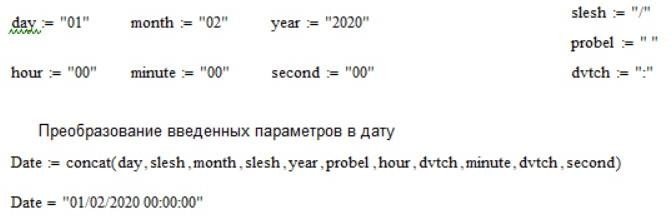 day := "01" month := "02" year := "2020" slesh := "/"
probel := " "
hour := "00" minute := "00" second := "00" dvtch := ":"
Преобразование введенных параметров в дату
Date := concat(day,slesh,month,slesh,year,probel,hour,dvtch,minute,dvtch,second)
Date = "01/02/2020 00:00:00"